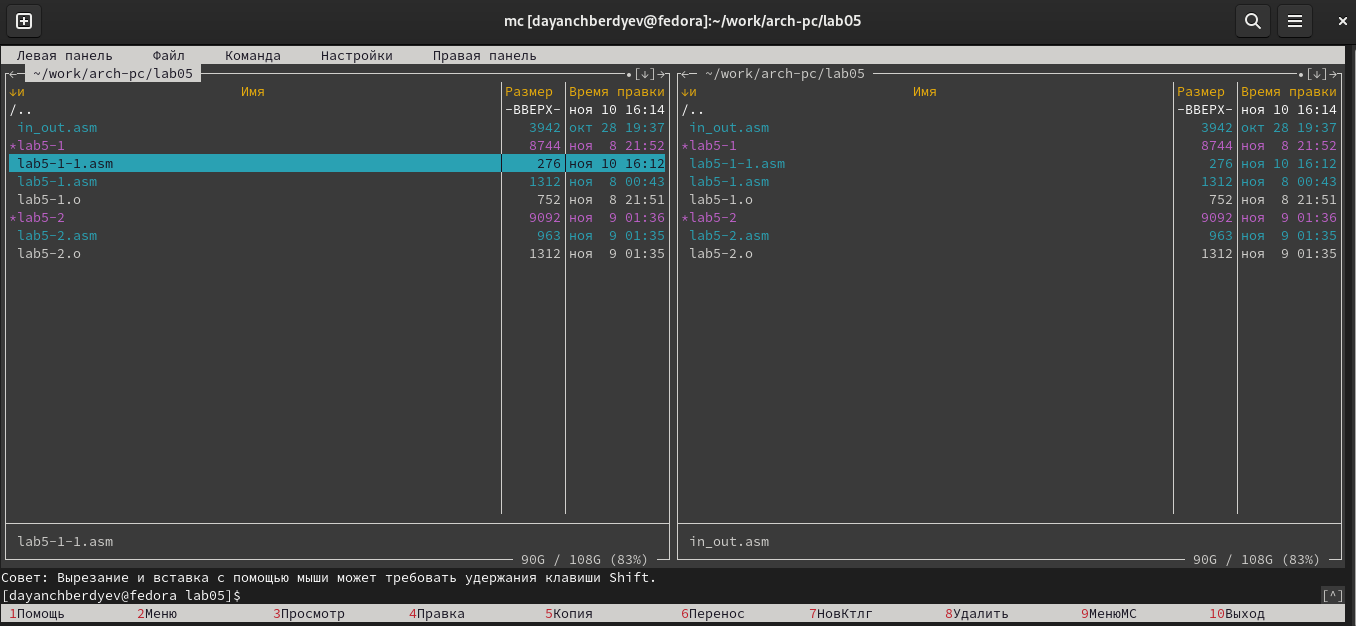 mc [dayanchberdyev@fedora]:~/work/arch-pc/lab05
Левая панель Файл Команда Настройки Правая панель
~/work/arch-pc/lab05 .[↓] ~/work/arch-pc/lab05 .[↓]
↓и Имя Размер Время правки ↓и Имя Размер Время правки
/.. -ВВЕРХ- ноя 10 16:14 /.. -ВВЕРХ- ноя 10 16:14
in_out.asm 3942 окт 28 19:37 in_out.asm 3942 окт 28 19:37
*lab5-1 8744 ноя 8 21:52 *lab5-1 8744 ноя 8 21:52
lab5-1-1.asm 276 ноя 10 16:12 lab5-1-1.asm 276 ноя 10 16:12
lab5-1.asm 1312 ноя 8 00:43 lab5-1.asm 1312 ноя 8 00:43
lab5-1.o 752 ноя 8 21:51 lab5-1.o 752 ноя 8 21:51
*lab5-2 9092 ноя 9 01:36 *lab5-2 9092 ноя 9 01:36
lab5-2.asm 963 ноя 9 01:35 lab5-2.asm 963 ноя 9 01:35
lab5-2.o 1312 ноя 9 01:35 lab5-2.o 1312 ноя 9 01:35
lab5-1-1.asm in_out.asm
90G / 108G (83%) 90G / 108G (83%)
Совет: Вырезание и вставка с помощью мыши может требовать удержания клавиши Shift.
[dayanchberdyev@fedora lab05]$ [^]
1Помощь 2Меню 3Просмотр 4Правка 5Копия 6Перенос 7НовКтлг 8Удалить 9МенюМС 10Выход